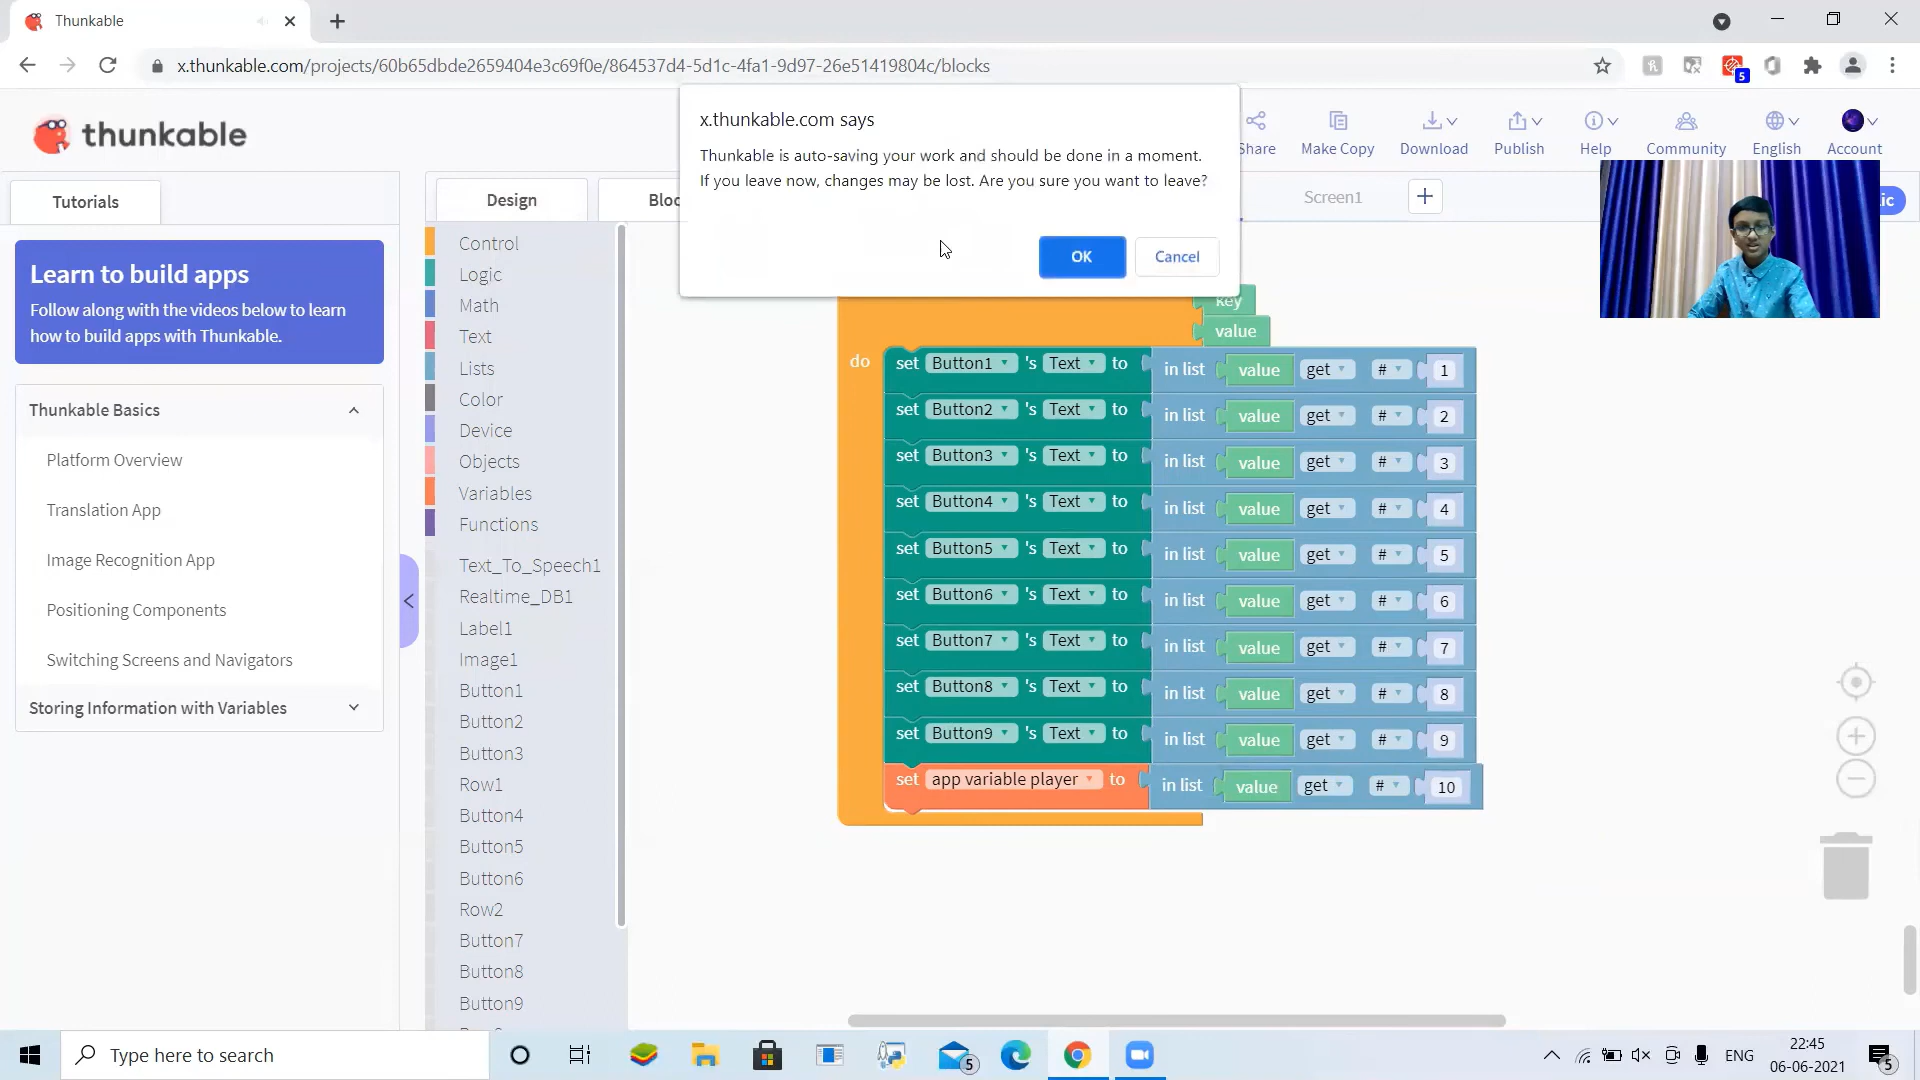 Thunkable
x.thunkable.com/projects/60b65dbde2659404e3c69f0e/864537d4-5d1c-4fa1-9d97-26e51419804c/blocks
5
thunkable
x.thunkable.com says
Thunkable is auto-saving your work and should be done in a moment.
If you leave now, changes may be lost. Are you sure you want to leave?
OK
Cancel
Share
Make Copy
Download
Publish
Help
Community
English
Account
Tutorials
Design
Bloc
Screen1
ic
Learn to build apps
Follow along with the videos below to learn
how to build apps with Thunkable.
Thunkable Basics
Platform Overview
Translation App
Image Recognition App
Positioning Components
Switching Screens and Navigators
Storing Information with Variables
Control
Logic
Math
Text
Lists
Color
Device
Objects
Variables
Functions
Text_To_Speech1
Realtime_DB1
Label1
Image1
Button1
Button2
Button3
Row1
Button4
Button5
Button6
Row2
Button7
Button8
Button9
key
value
do
set Button1 's Text to in list value get # 1
set Button2 's Text to in list value get # 2
set Button3 's Text to in list value get # 3
set Button4 's Text to in list value get # 4
set Button5 's Text to in list value get # 5
set Button6 's Text to in list value get # 6
set Button7 's Text to in list value get # 7
set Button8 's Text to in list value get # 8
set Button9 's Text to in list value get # 9
set app variable player to in list value get # 10
Type here to search
5
ENG
22:45
06-06-2021
5